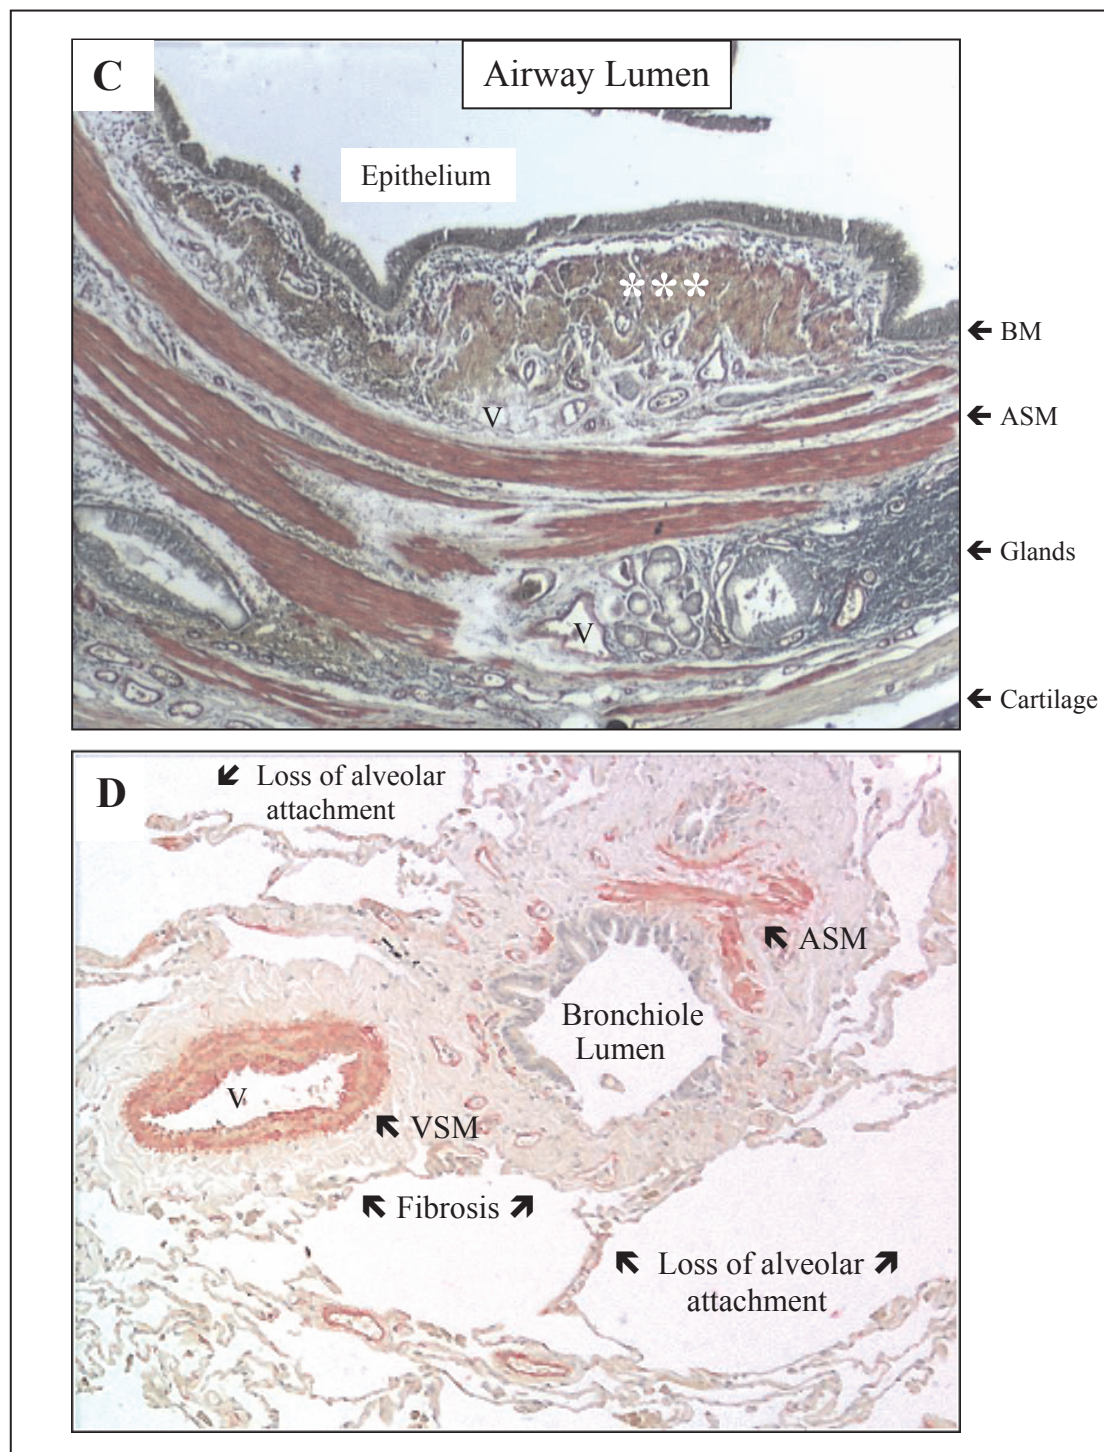 C
Airway Lumen
Epithelium
***
← BM
V
← ASM
← Glands
V
← Cartilage
D
↙ Loss of alveolar
attachment
↖ ASM
Bronchiole
Lumen
V
↖ VSM
↖ Fibrosis ↗
↖ Loss of alveolar ↗
attachment